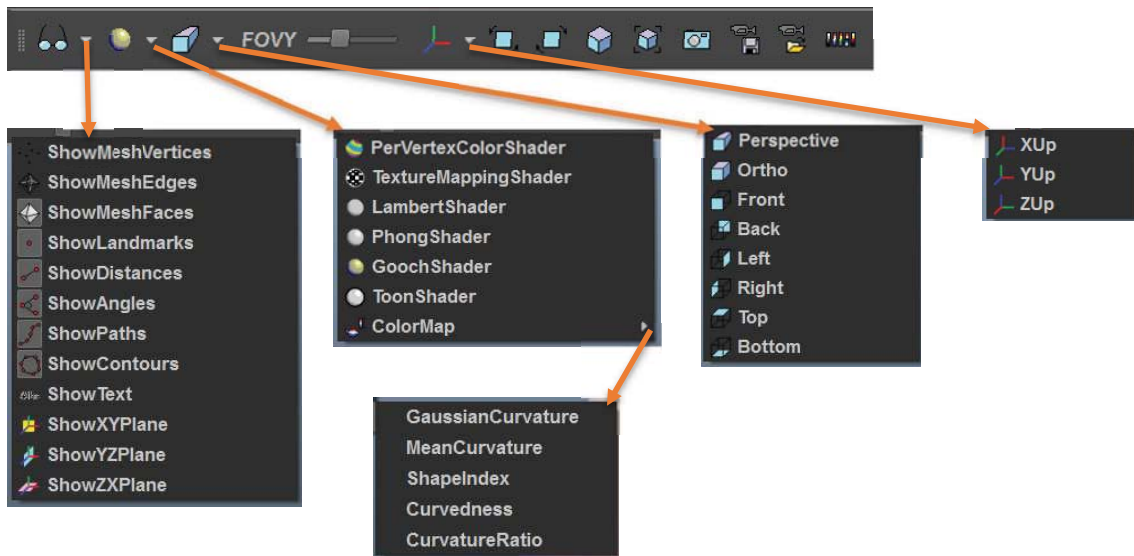 FOVY
ShowMeshVertices
ShowMeshEdges
ShowMeshFaces
ShowLandmarks
ShowDistances
ShowAngles
ShowPaths
ShowContours
ShowText
ShowXYPlane
ShowYZPlane
ShowZXPlane
PerVertexColorShader
TextureMappingShader
LambertShader
PhongShader
GoochShader
ToonShader
ColorMap
GaussianCurvature
MeanCurvature
ShapeIndex
Curvedness
CurvatureRatio
Perspective
Ortho
Front
Back
Left
Right
Top
Bottom
XUp
YUp
ZUp